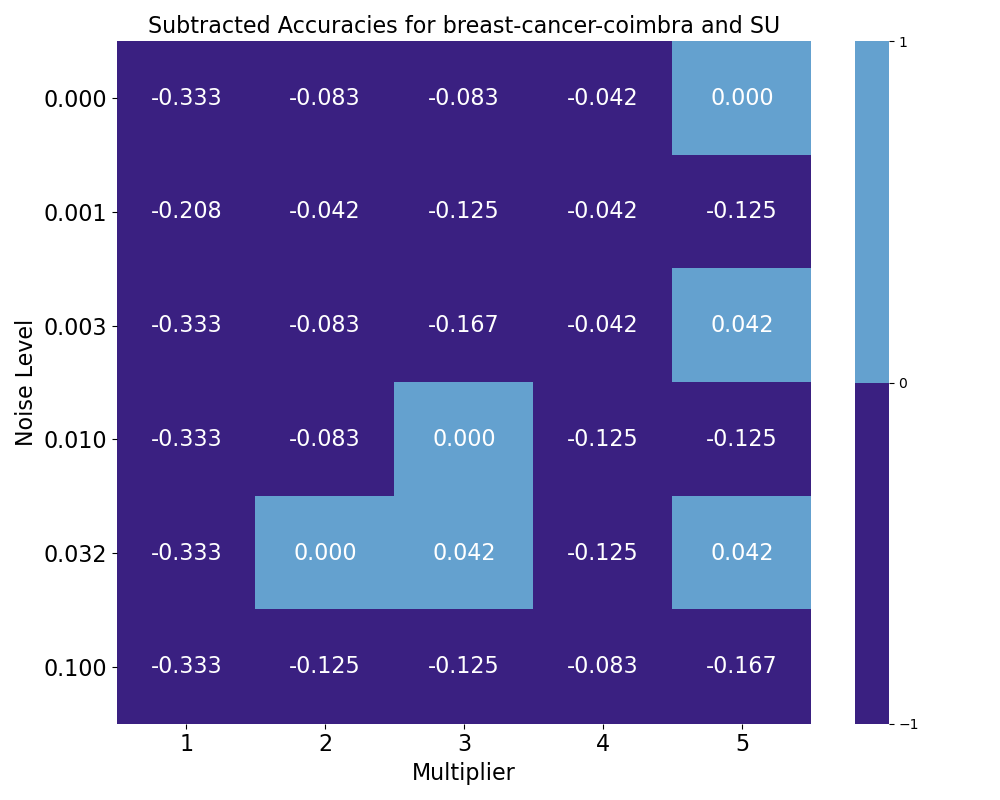 Subtracted Accuracies for breast-cancer-coimbra and SU
0.000 -0.333 -0.083 -0.083 -0.042 0.000
0.001 -0.208 -0.042 -0.125 -0.042 -0.125
0.003 -0.333 -0.083 -0.167 -0.042 0.042
0.010 -0.333 -0.083 0.000 -0.125 -0.125
0.032 -0.333 0.000 0.042 -0.125 0.042
0.100 -0.333 -0.125 -0.125 -0.083 -0.167
1 2 3 4 5
Multiplier
Noise Level
1
0
−1